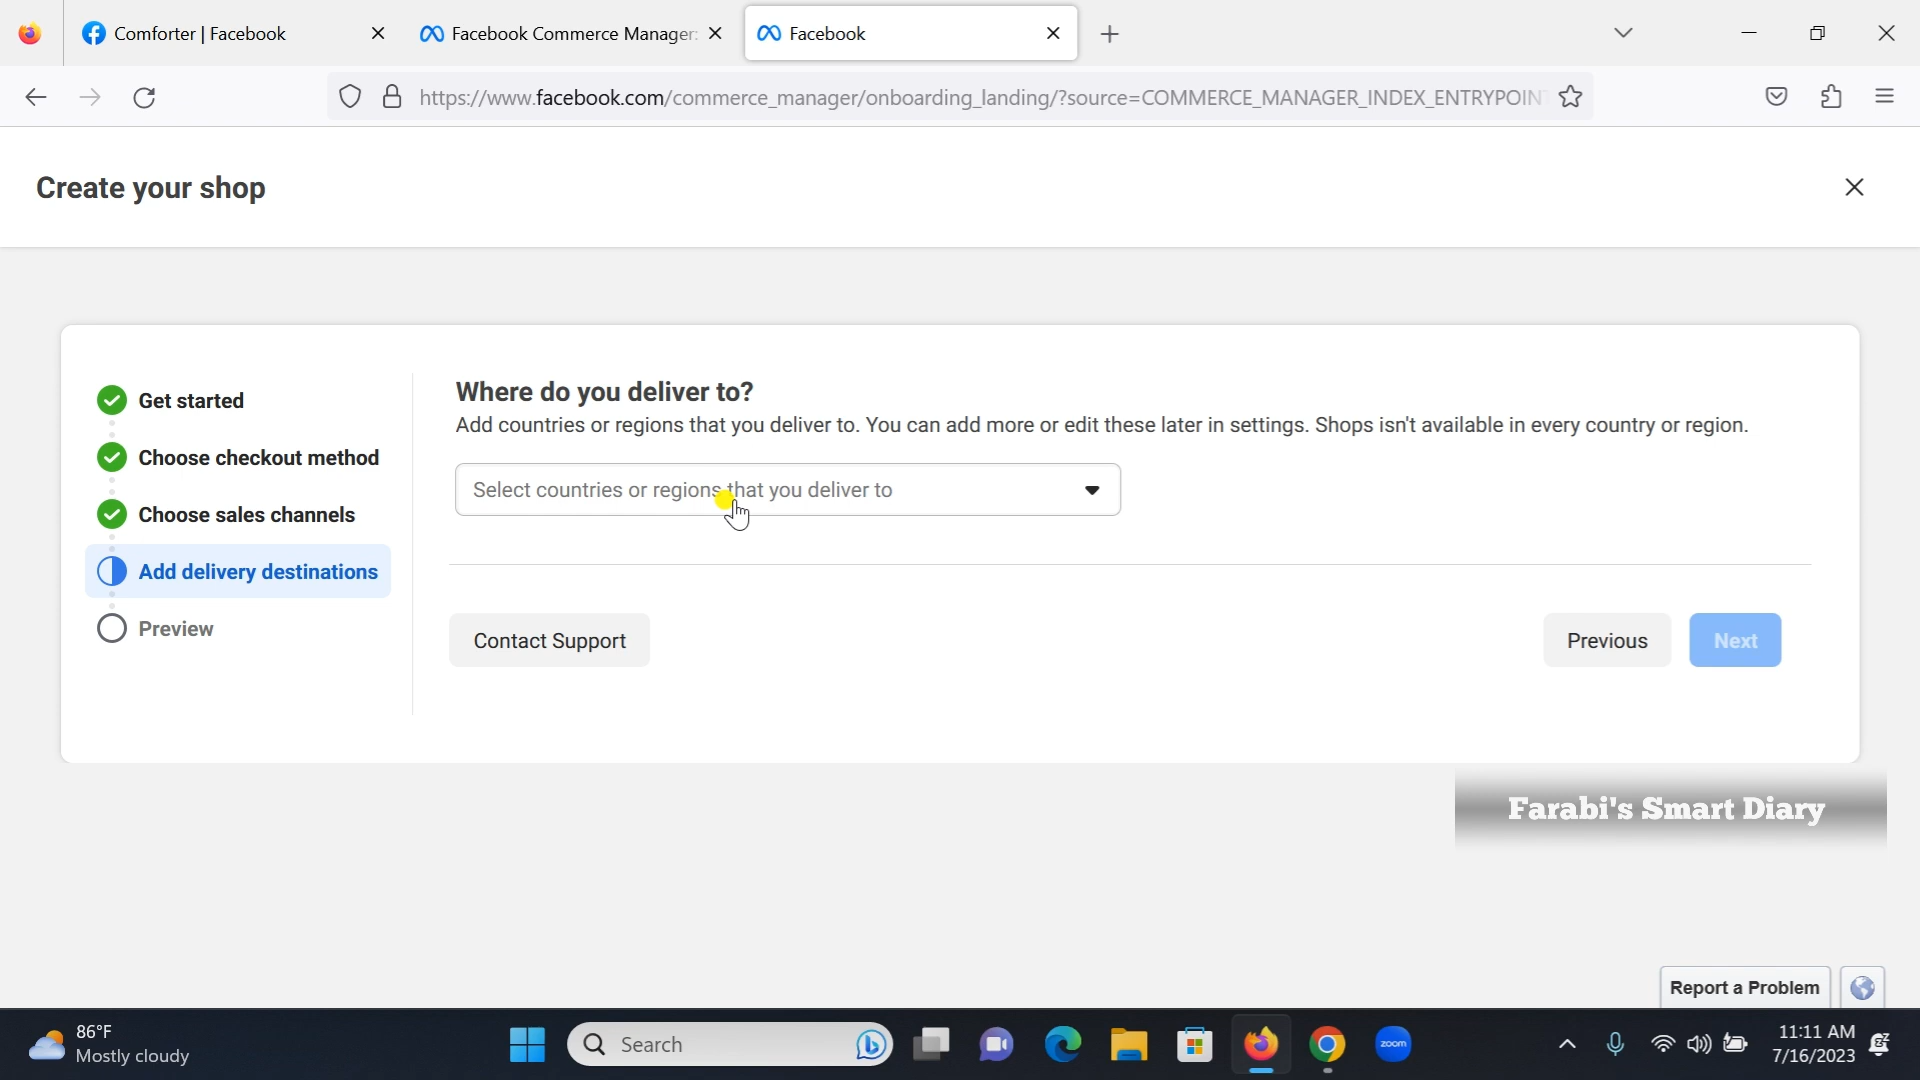 Comforter | Facebook
Facebook Commerce Manager:
Facebook
https://www.facebook.com/commerce_manager/onboarding_landing/?source=COMMERCE_MANAGER_INDEX_ENTRYPOINT
Create your shop
Get started
Choose checkout method
Choose sales channels
Add delivery destinations
Preview
Where do you deliver to?
Add countries or regions that you deliver to. You can add more or edit these later in settings. Shops isn't available in every country or region.
Select countries or regions that you deliver to
Contact Support
Previous
Next
Farabi's Smart Diary
Report a Problem
86°F
Mostly cloudy
Search
zoom
11:11 AM
7/16/2023